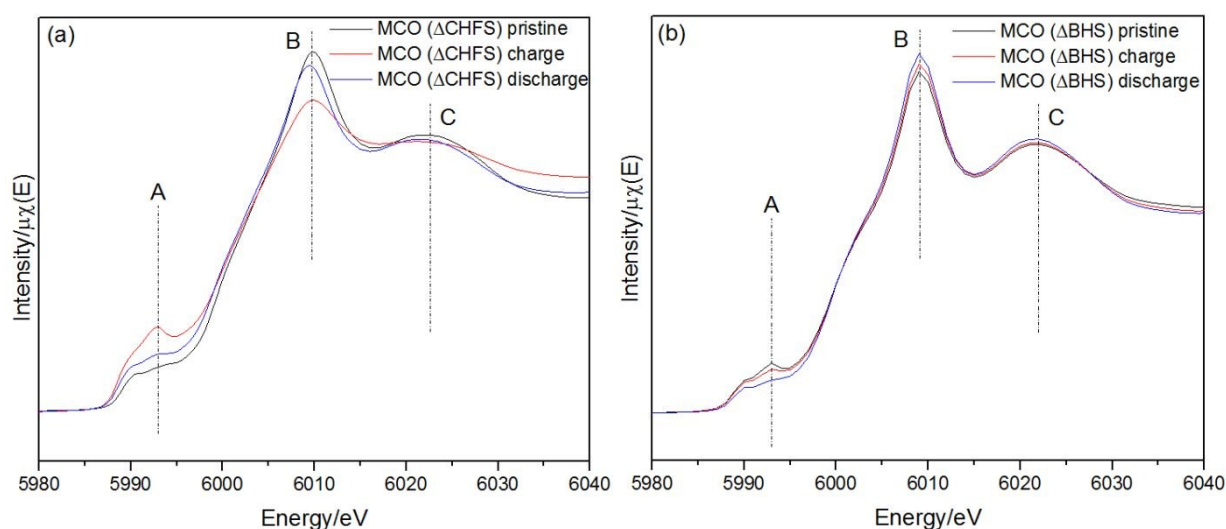 (a)
MCO (ΔCHFS) pristine
MCO (ΔCHFS) charge
MCO (ΔCHFS) discharge
A
B
C
Intensity/μχ(E)
5980 5990 6000 6010 6020 6030 6040
Energy/eV
(b)
MCO (ΔBHS) pristine
MCO (ΔBHS) charge
MCO (ΔBHS) discharge
A
B
C
Intensity/μχ(E)
5980 5990 6000 6010 6020 6030 6040
Energy/eV